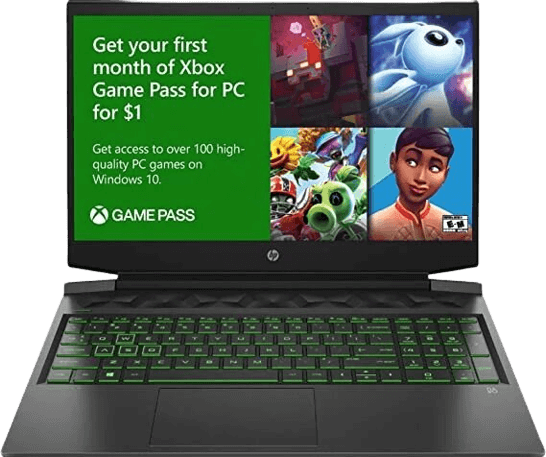 Get your first
month of Xbox
Game Pass for PC
for $1
Get access to over 100 high-
quality PC games on
Windows 10.
GAME PASS
hp